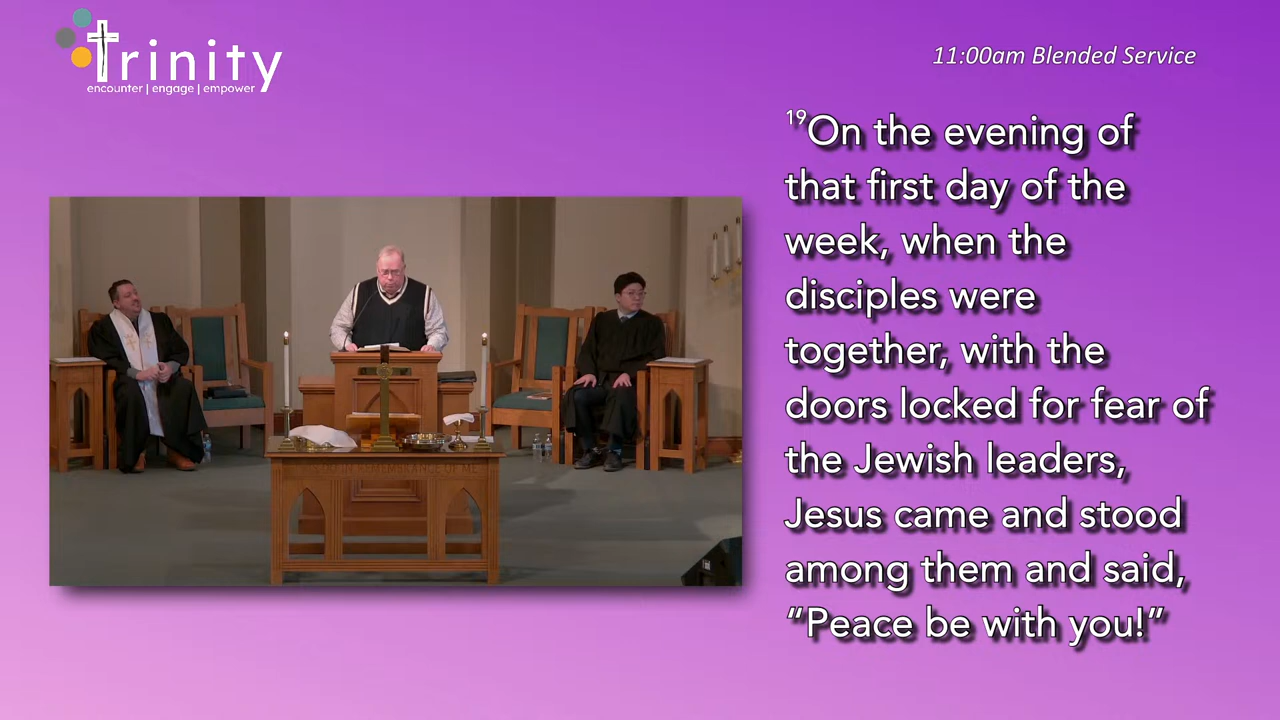 trinity
encounter | engage | empower
11:00am Blended Service
19On the evening of
that first day of the
week, when the
disciples were
together, with the
doors locked for fear of
the Jewish leaders,
Jesus came and stood
among them and said,
“Peace be with you!”